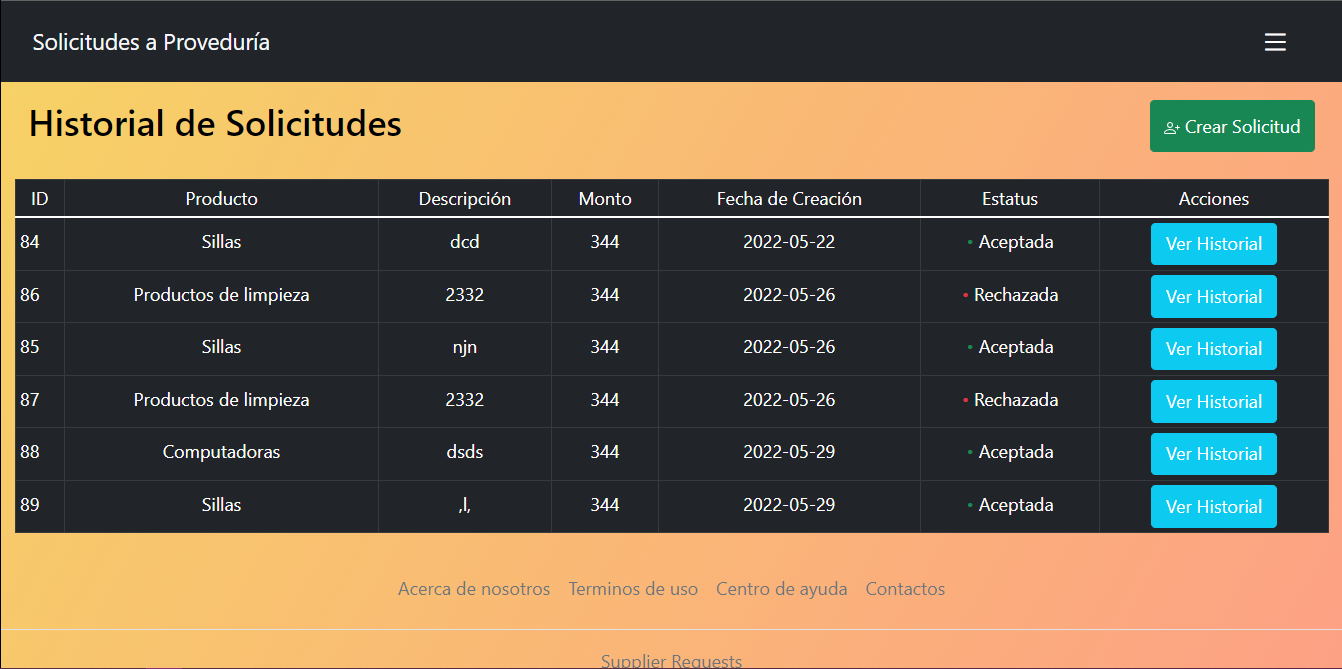 Solicitudes a Proveduría
Historial de Solicitudes
Crear Solicitud
ID Producto Descripción Monto Fecha de Creación Estatus Acciones
84 Sillas dcd 344 2022-05-22 Aceptada Ver Historial
86 Productos de limpieza 2332 344 2022-05-26 Rechazada Ver Historial
85 Sillas njn 344 2022-05-26 Aceptada Ver Historial
87 Productos de limpieza 2332 344 2022-05-26 Rechazada Ver Historial
88 Computadoras dsds 344 2022-05-29 Aceptada Ver Historial
89 Sillas ,l, 344 2022-05-29 Aceptada Ver Historial
Acerca de nosotros Terminos de uso Centro de ayuda Contactos
Supplier Requests